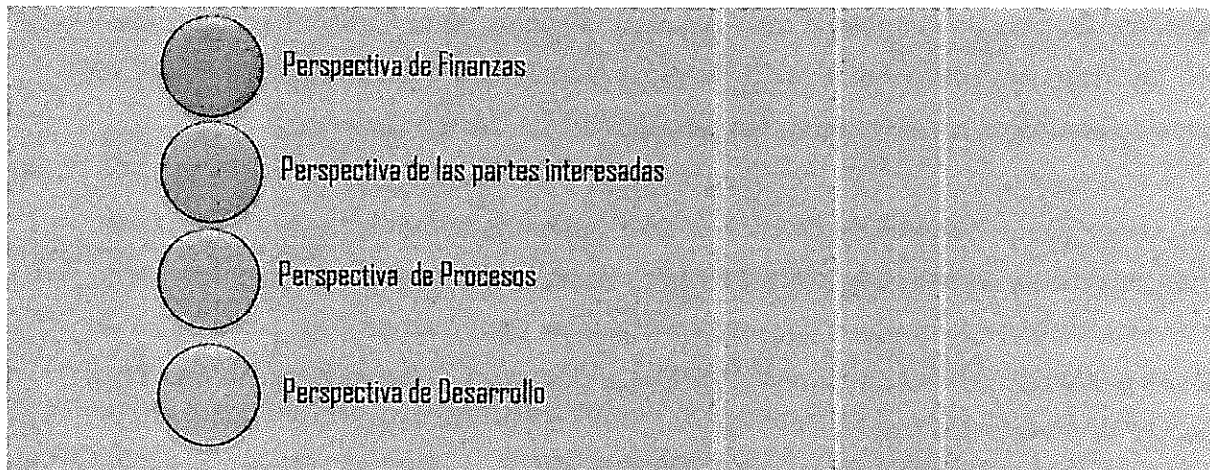 Perspectiva de Finanzas
Perspectiva de las partes interesadas
Perspectiva de Procesos
Perspectiva de Desarrollo